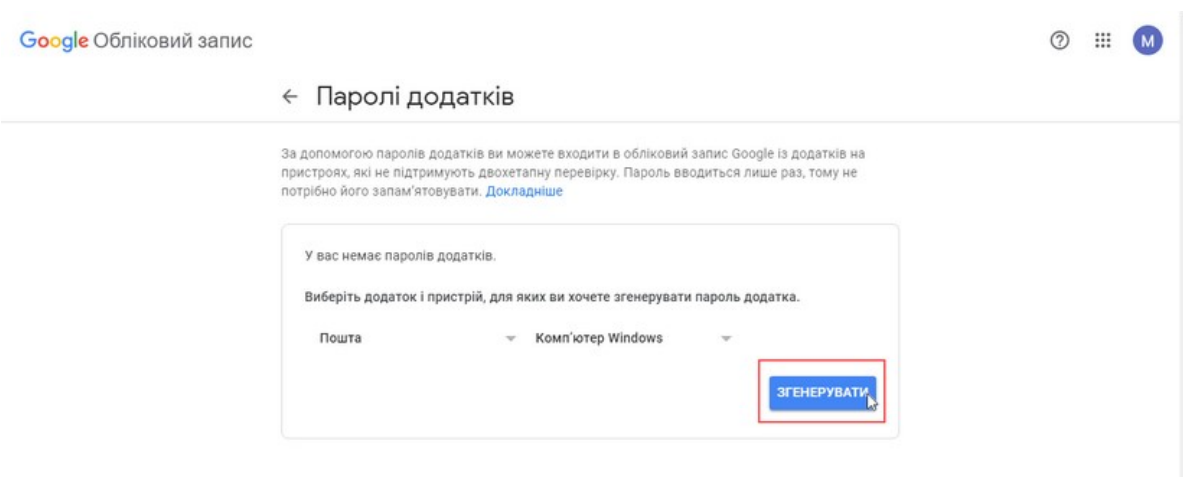 Google Обліковий запис
M
← Паролі додатків
За допомогою паролів додатків ви можете входити в обліковий запис Google із додатків на
пристроях, які не підтримують двохетапну перевірку. Пароль вводиться лише раз, тому не
потрібно його запам'ятовувати. Докладніше
У вас немає паролів додатків.
Виберіть додаток і пристрій, для яких ви хочете згенерувати пароль додатка.
Пошта Комп'ютер Windows
ЗГЕНЕРУВАТИ